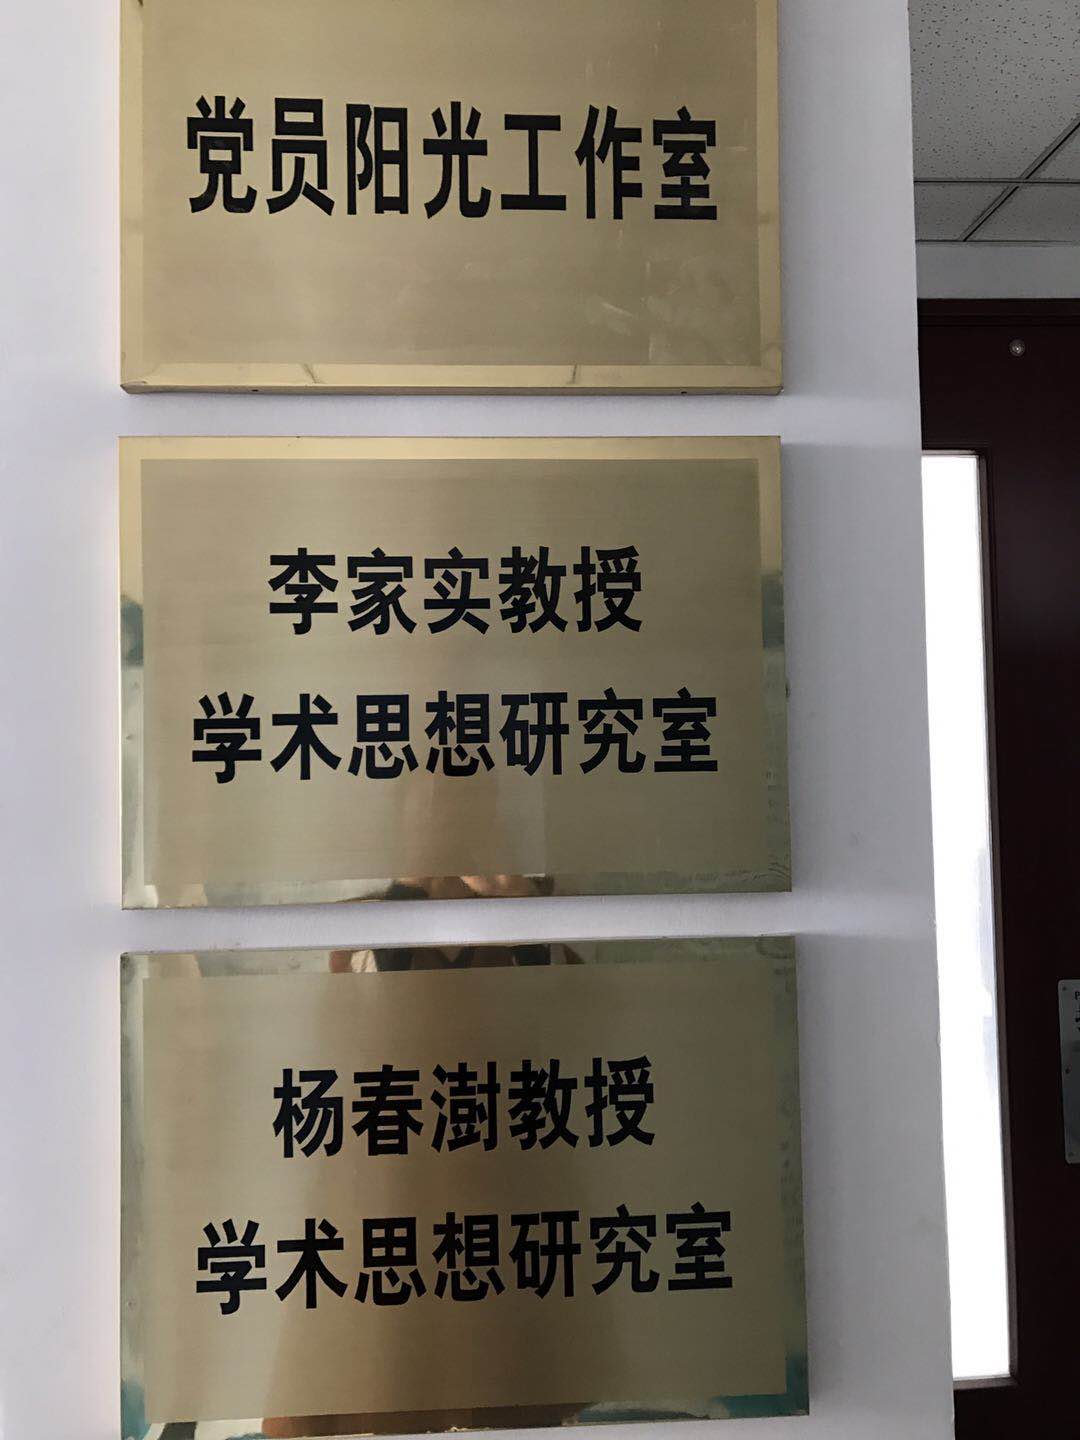 党员阳光工作室
李家实教授
学术思想研究室
杨春澍教授
学术思想研究室